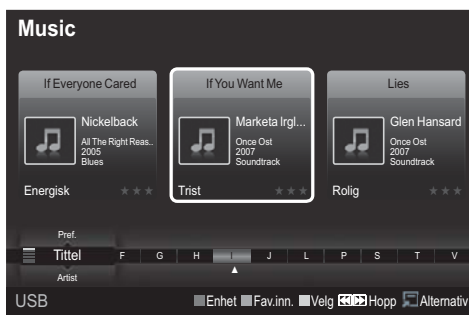 Music
If Everyone Cared
Nickelback
All The Right Reas..
2005
Blues
Energisk
If You Want Me
Marketa Irgl...
Once Ost
2007
Soundtrack
Trist
Lies
Glen Hansard
Once Ost
2007
Soundtrack
Rolig
Pref.
Tittel F G H I J L P S T V
Artist
USB Enhet Fav.inn. Velg Hopp Alternativ